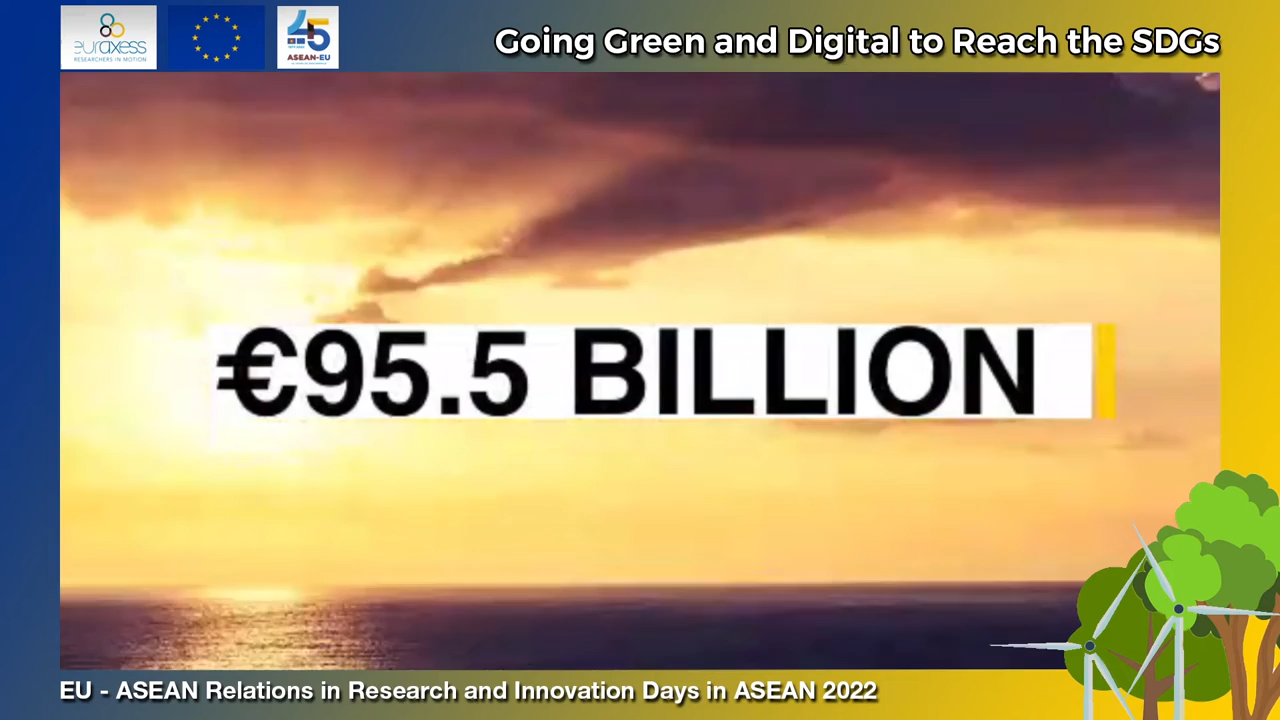 euraxess
RESEARCHERS IN MOTION
45
ASEAN-EU
Going Green and Digital to Reach the SDGs
€95.5 BILLION
EU - ASEAN Relations in Research and Innovation Days in ASEAN 2022